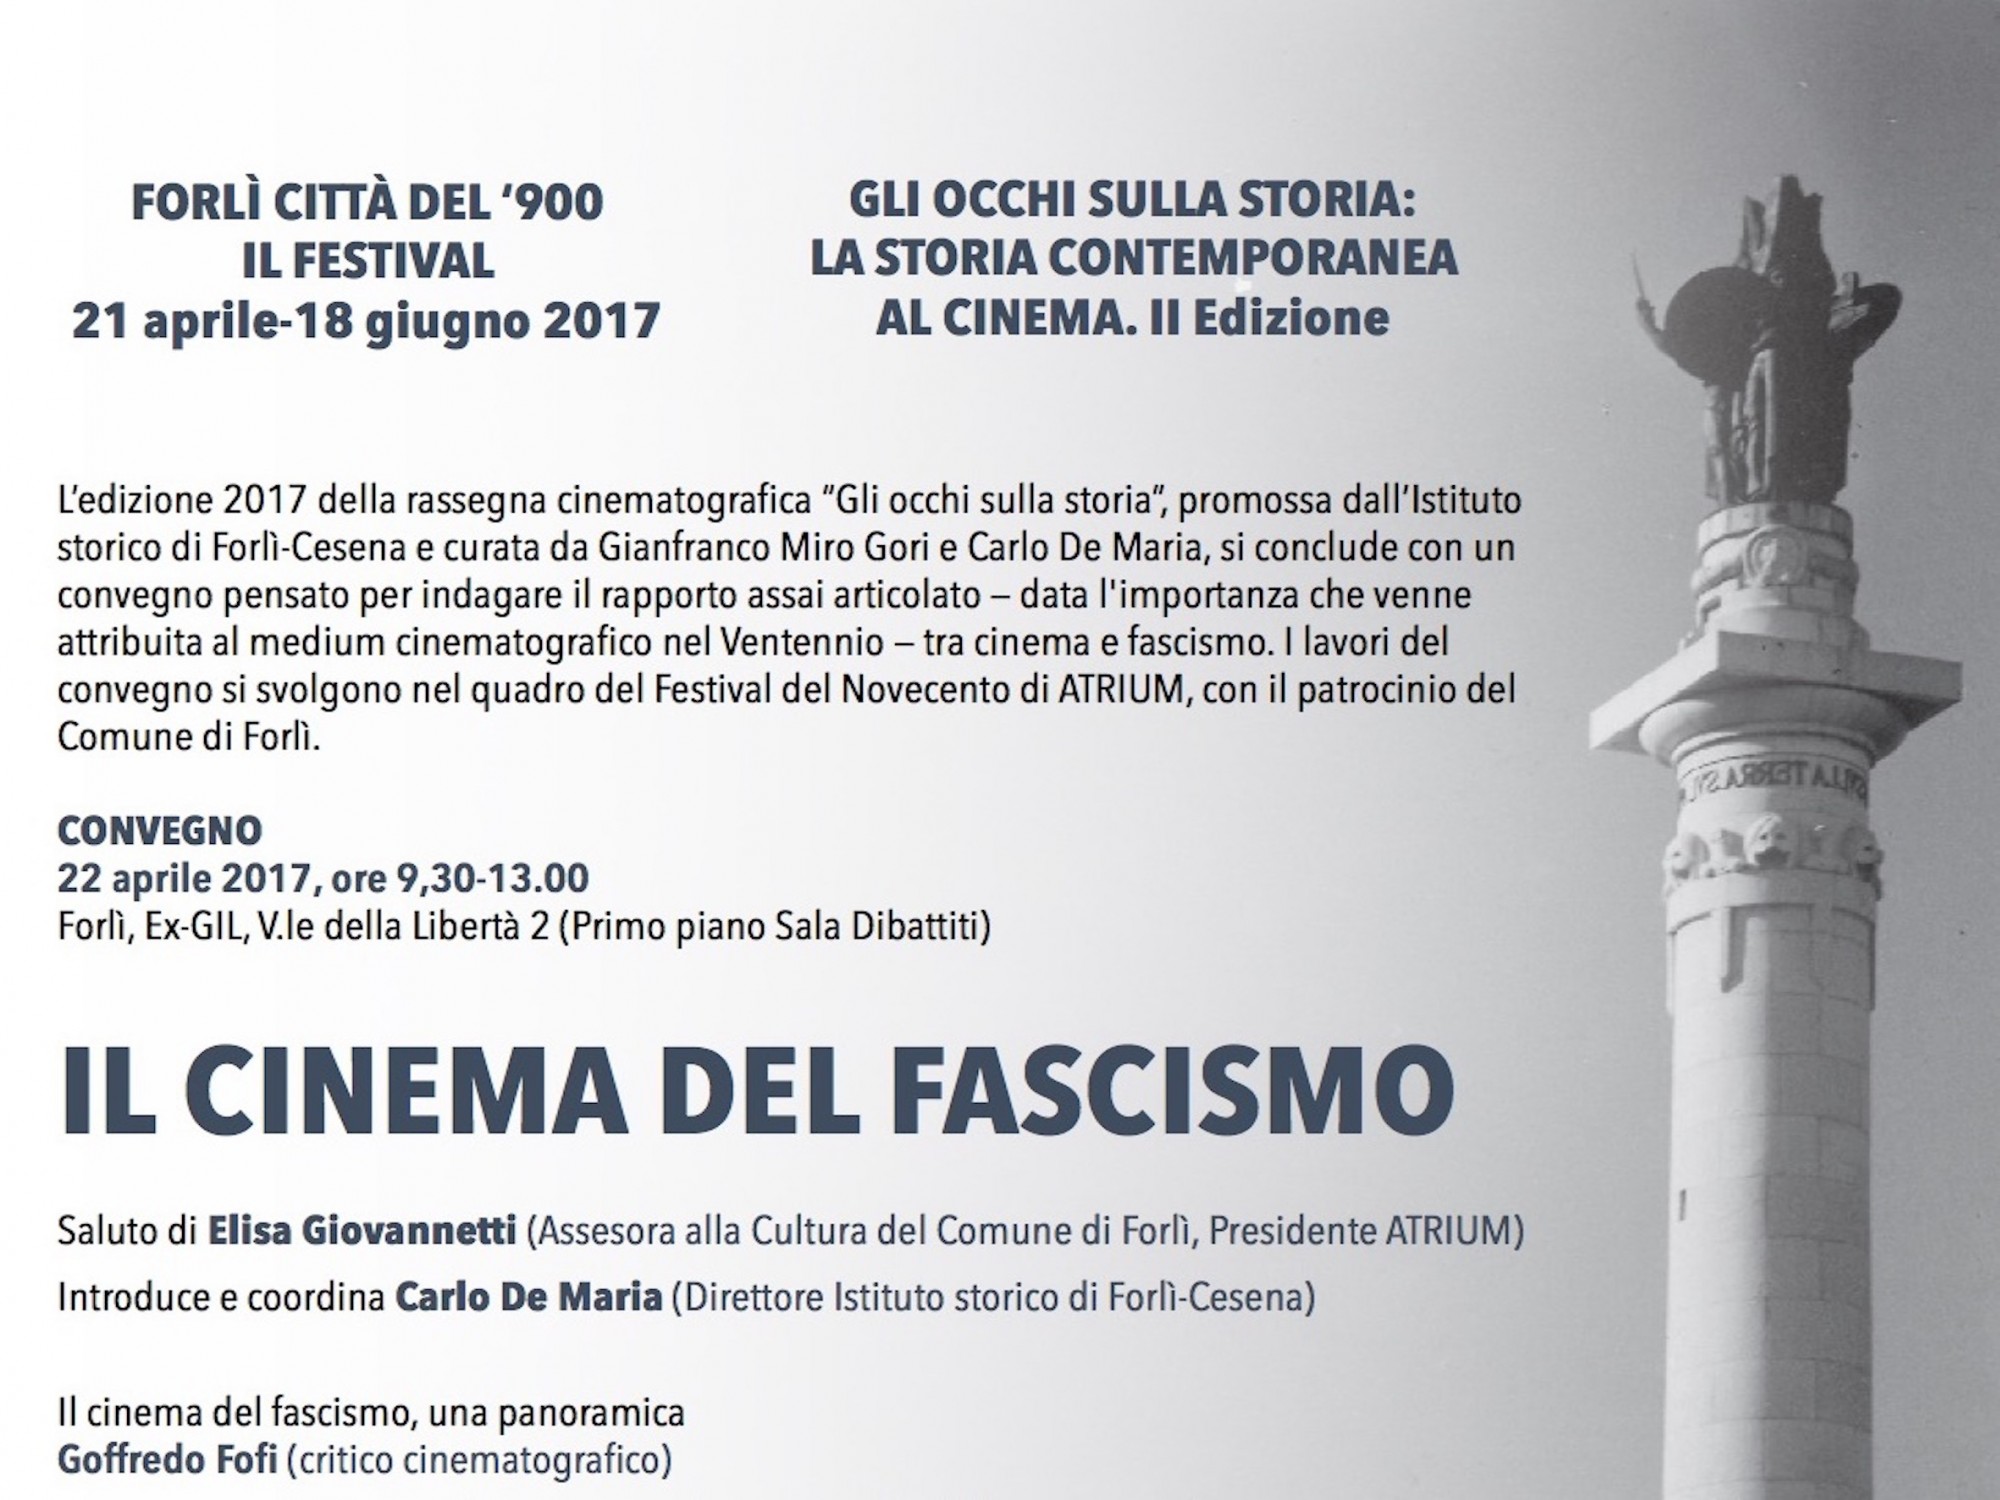 FORLÌ CITTÀ DEL ‘900
IL FESTIVAL
21 aprile-18 giugno 2017
GLI OCCHI SULLA STORIA:
LA STORIA CONTEMPORANEA
AL CINEMA. II Edizione
L’edizione 2017 della rassegna cinematografica “Gli occhi sulla storia”, promossa dall’Istituto
storico di Forlì-Cesena e curata da Gianfranco Miro Gori e Carlo De Maria, si conclude con un
convegno pensato per indagare il rapporto assai articolato – data l'importanza che venne
attribuita al medium cinematografico nel Ventennio – tra cinema e fascismo. I lavori del
convegno si svolgono nel quadro del Festival del Novecento di ATRIUM, con il patrocinio del
Comune di Forlì.
CONVEGNO
22 aprile 2017, ore 9,30-13.00
Forlì, Ex-GIL, V.le della Libertà 2 (Primo piano Sala Dibattiti)
IL CINEMA DEL FASCISMO
Saluto di Elisa Giovannetti (Assesora alla Cultura del Comune di Forlì, Presidente ATRIUM)
Introduce e coordina Carlo De Maria (Direttore Istituto storico di Forlì-Cesena)
Il cinema del fascismo, una panoramica
Goffredo Fofi (critico cinematografico)